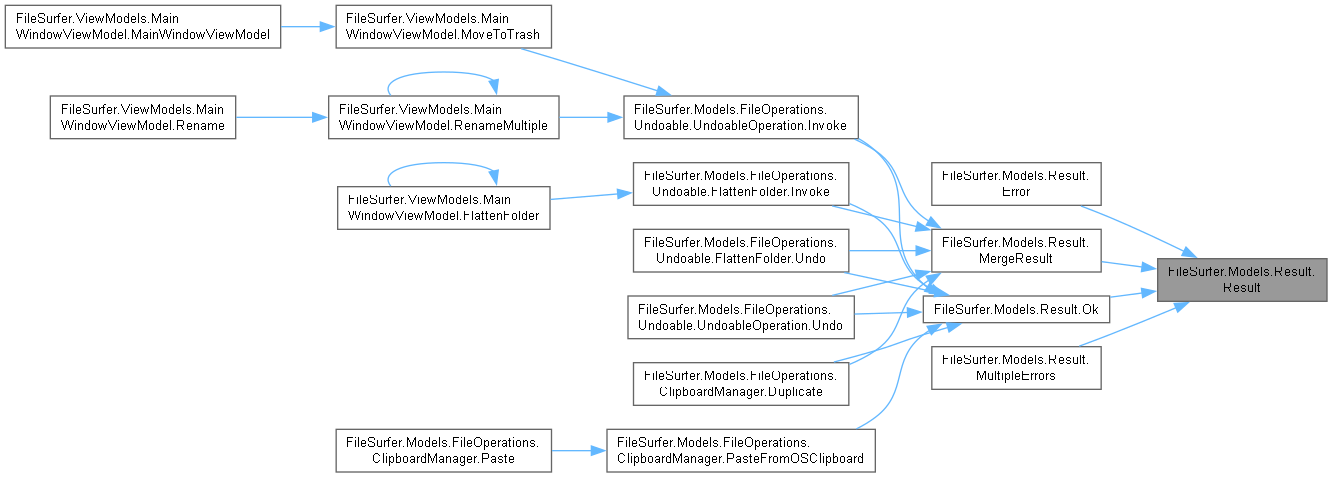 FileSurfer.ViewModels.Main
WindowViewModel.MainWindowViewModel
FileSurfer.ViewModels.Main
WindowViewModel.MoveToTrash
FileSurfer.ViewModels.Main
WindowViewModel.Rename
FileSurfer.ViewModels.Main
WindowViewModel.RenameMultiple
FileSurfer.Models.FileOperations.
Undoable.UndoableOperation.Invoke
FileSurfer.ViewModels.Main
WindowViewModel.FlattenFolder
FileSurfer.Models.FileOperations.
Undoable.FlattenFolder.Invoke
FileSurfer.Models.Result.
Error
FileSurfer.Models.FileOperations.
Undoable.FlattenFolder.Undo
FileSurfer.Models.Result.
MergeResult
FileSurfer.Models.Result.
Result
FileSurfer.Models.FileOperations.
Undoable.UndoableOperation.Undo
FileSurfer.Models.Result.Ok
FileSurfer.Models.FileOperations.
ClipboardManager.Duplicate
FileSurfer.Models.Result.
MultipleErrors
FileSurfer.Models.FileOperations.
ClipboardManager.Paste
FileSurfer.Models.FileOperations.
ClipboardManager.PasteFromOSClipboard